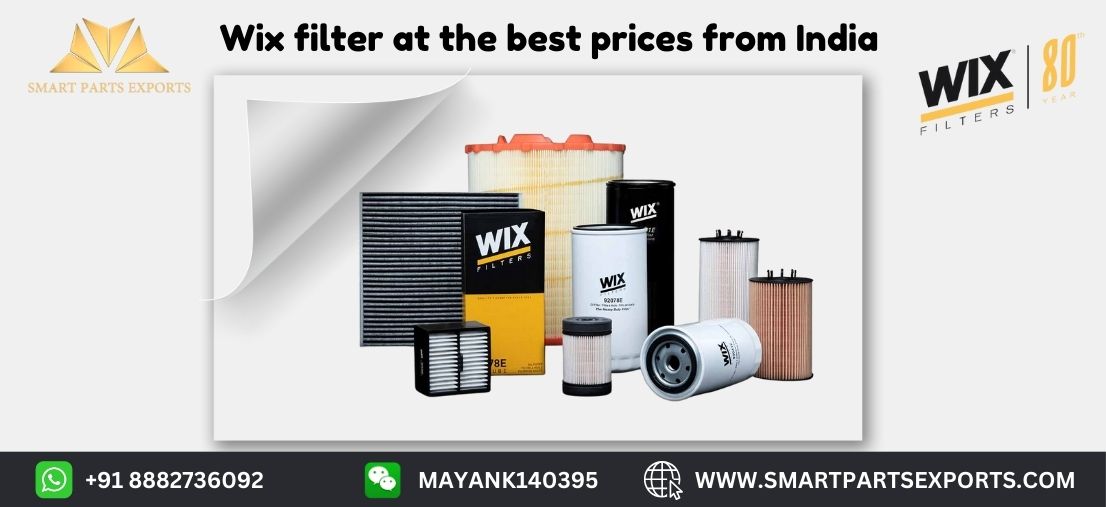 Wix filter at the best prices from India
SMART PARTS EXPORTS
WIX
FILTERS
80th
YEAR
WIX
WIX
FILTERS
WIX
92078E
78E
WIX
+91 8882736092
MAYANK140395
WWW.SMARTPARTSEXPORTS.COM